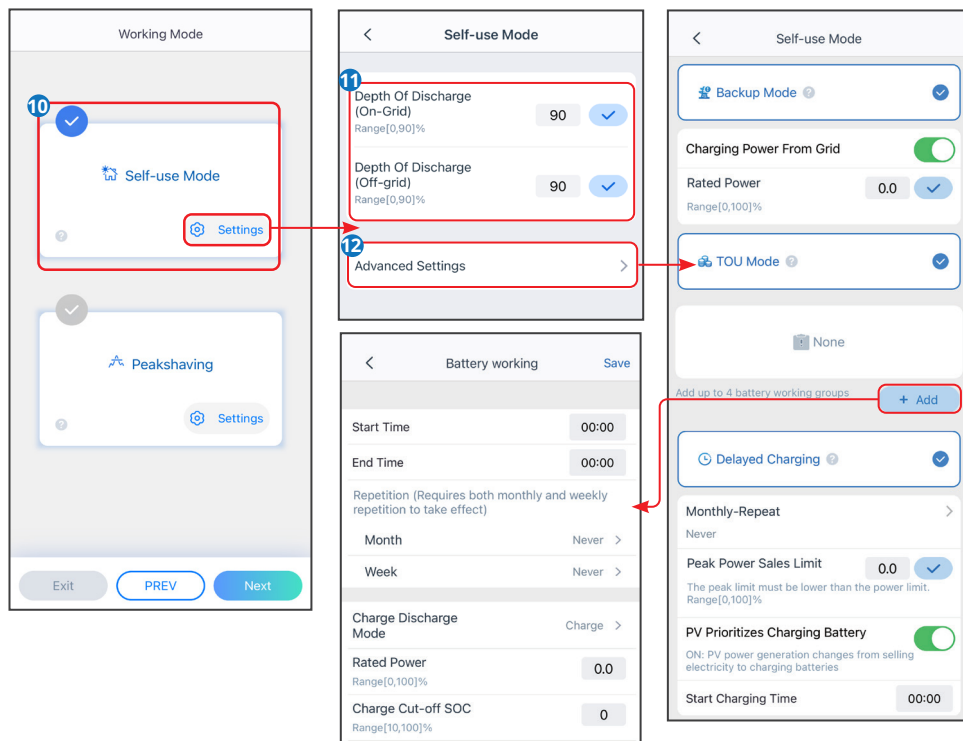 Working Mode
10
Self-use Mode
?
Settings
Peakshaving
?
Settings
Exit
PREV
Next
Self-use Mode
11
Depth Of Discharge
(On-Grid)
90
Range[0,90]%
Depth Of Discharge
(Off-grid)
90
Range[0,90]%
12
Advanced Settings
Battery working
Save
Start Time
00:00
End Time
00:00
Repetition (Requires both monthly and weekly
repetition to take effect)
Month
Never
Week
Never
Charge Discharge
Mode
Charge
Rated Power
0.0
Range[0,100]%
Charge Cut-off SOC
0
Range[10,100]%
Self-use Mode
Backup Mode ?
Charging Power From Grid
Rated Power
0.0
Range[0,100]%
TOU Mode ?
None
Add up to 4 battery working groups
+ Add
Delayed Charging ?
Monthly-Repeat
Never
Peak Power Sales Limit
0.0
The peak limit must be lower than the power limit.
Range[0,100]%
PV Prioritizes Charging Battery
ON: PV power generation changes from selling
electricity to charging batteries
Start Charging Time
00:00